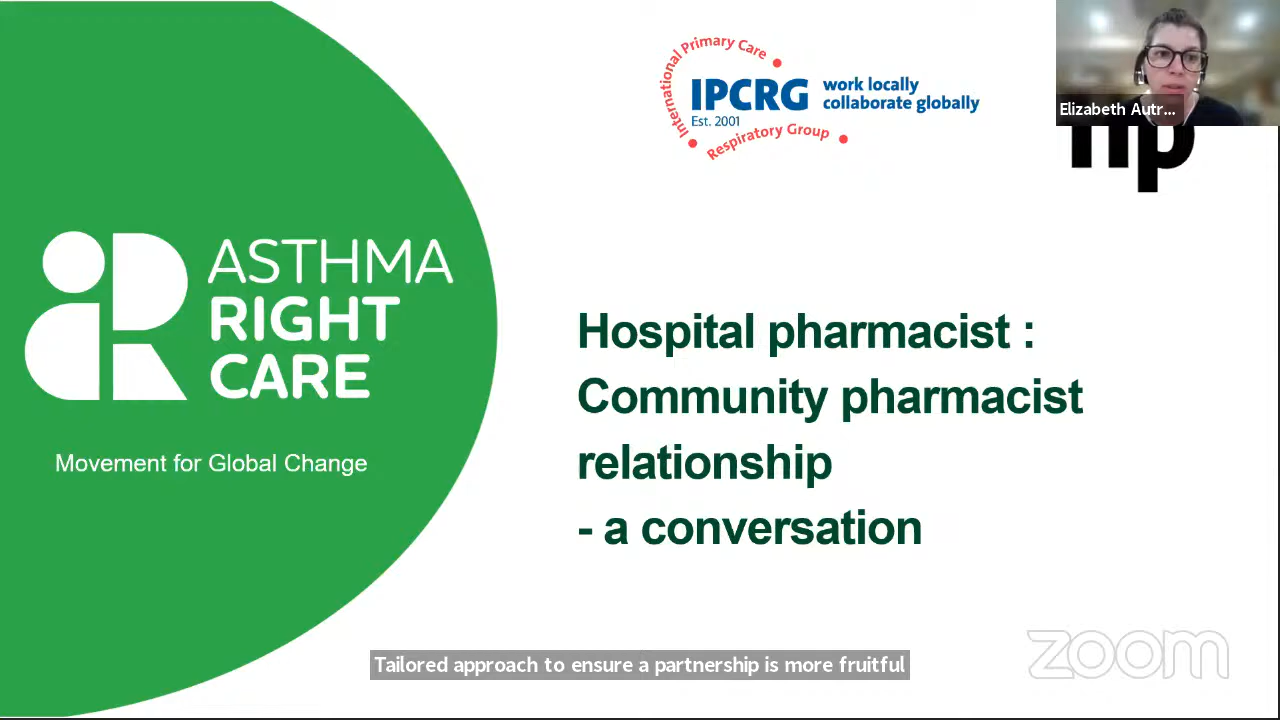 International Primary Care
IPCRG
Est. 2001
Respiratory Group
work locally
collaborate globally
Elizabeth Autr...
ASTHMA
RIGHT
CARE
Movement for Global Change
Hospital pharmacist :
Community pharmacist
relationship
- a conversation
Tailored approach to ensure a partnership is more fruitful
zoom